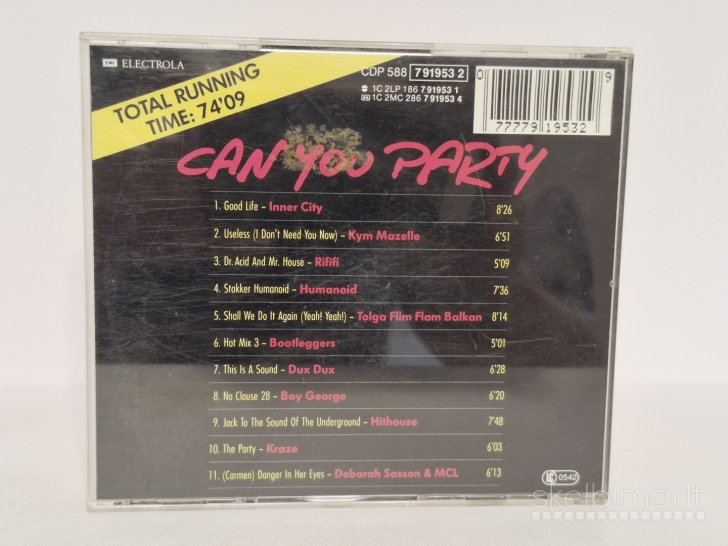 EMI ELECTROLA
TOTAL RUNNING
TIME: 74'09
CDP 588 791953 2
1C 2LP 186 791953 1
1C 2MC 286 791953 4
0 77779 19532 9
CAN YOU PARTY
1. Good Life – Inner City 8'26
2. Useless (I Don't Need You Now) – Kym Mazelle 6'51
3. Dr. Acid And Mr. House – Rififi 5'09
4. Stakker Humanoid – Humanoid 7'36
5. Shall We Do It Again (Yeah! Yeah!) – Tolga Flim Flam Balkan 8'14
6. Hot Mix 3 – Bootleggers 5'01
7. This Is A Sound – Dux Dux 6'28
8. No Clause 28 – Boy George 6'20
9. Jack To The Sound Of The Underground – Hithouse 7'48
10. The Party – Kraze 6'03
11. (Carmen) Danger In Her Eyes – Deborah Sasson & MCL 6'13
LC 0542
skelbimai.lt